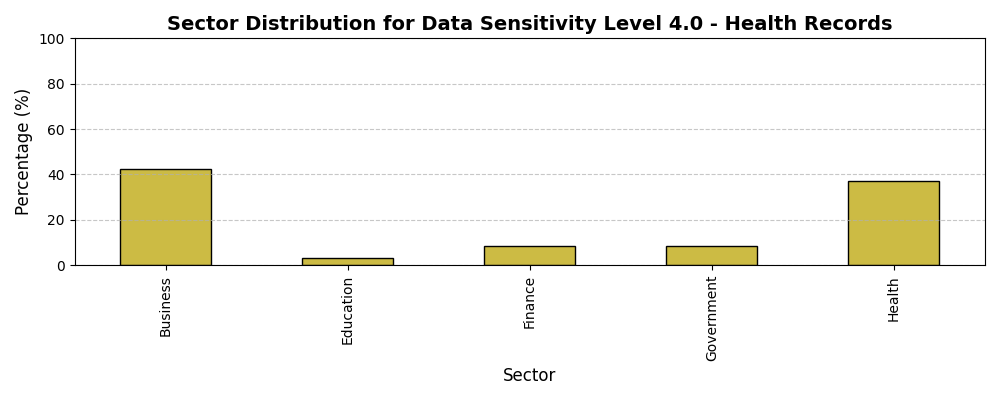 Sector Distribution for Data Sensitivity Level 4.0 - Health Records
100
80
60
40
20
0
Percentage (%)
Business
Education
Finance
Government
Health
Sector